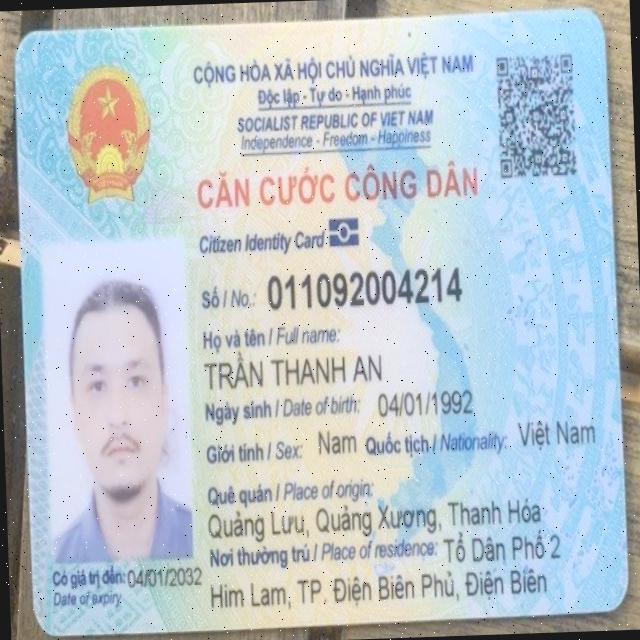 CỘNG HÒA XÃ HỘI CHỦ NGHĨA VIỆT NAM
Độc lập - Tự do - Hạnh phúc
SOCIALIST REPUBLIC OF VIET NAM
Independence - Freedom - Happiness
CĂN CƯỚC CÔNG DÂN
Citizen Identity Card
Số / No.: 011092004214
Họ và tên / Full name:
TRẦN THANH AN
Ngày sinh / Date of birth: 04/01/1992
Giới tính / Sex: Nam Quốc tịch / Nationality: Việt Nam
Quê quán / Place of origin:
Quảng Lưu, Quảng Xương, Thanh Hóa
Nơi thường trú / Place of residence: Tổ Dân Phố 2
Him Lam, TP. Điện Biên Phủ, Điện Biên
Có giá trị đến: 04/01/2032
Date of expiry